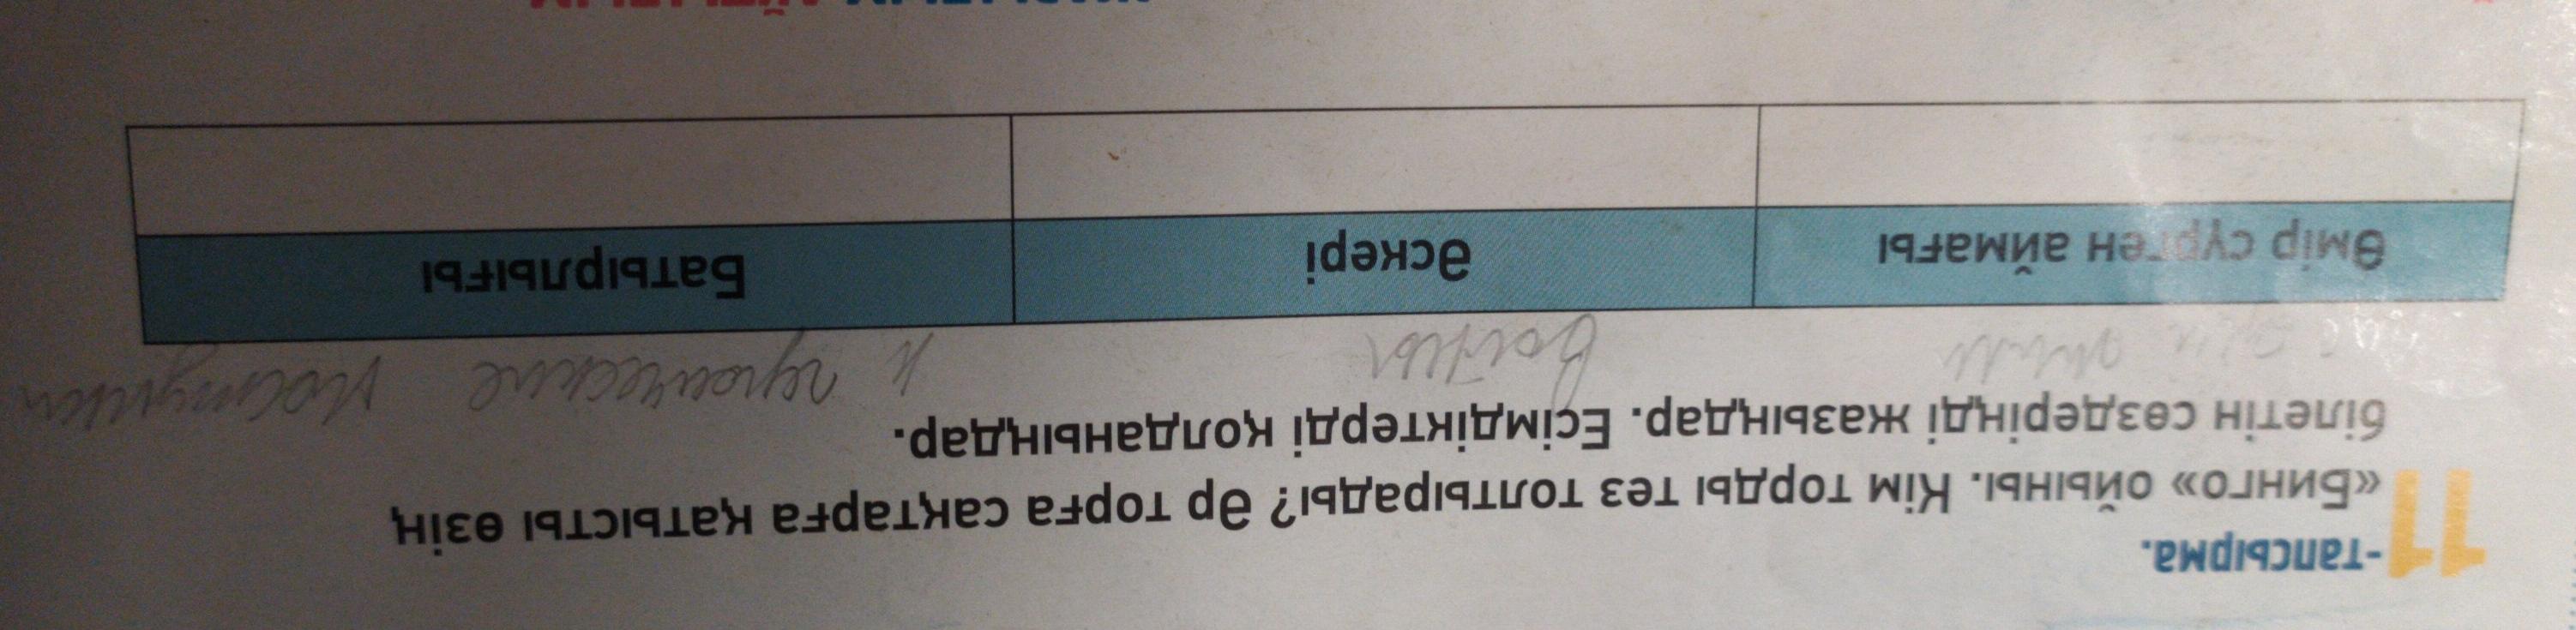 11-тапсырма.
«Бинго» ойыны. Кім торды тез толтырады? Әр торға сақтарға қатысты өзің
білетін сөздеріңді жазыңдар. Есімдіктерді қолданыңдар.
войны
Өмір сүрген аймағы Әскері Батырлығы